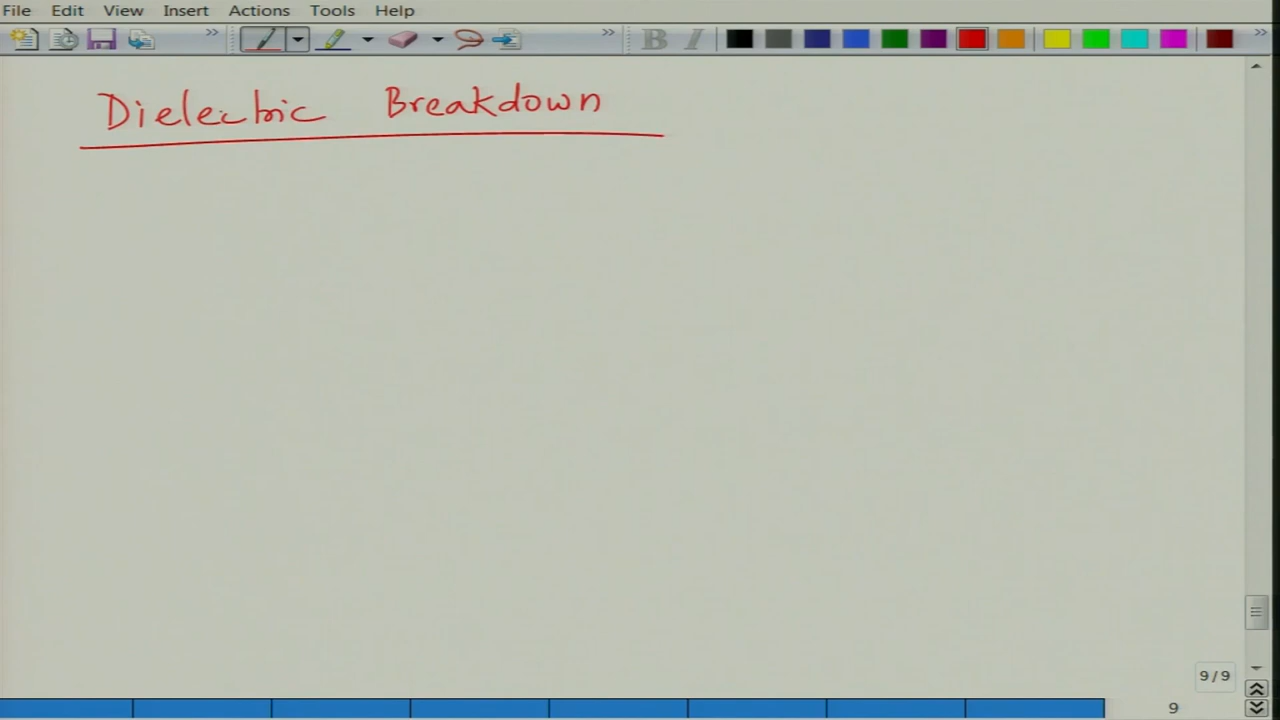 File Edit View Insert Actions Tools Help
B I
Dielectric Breakdown
9/9
9